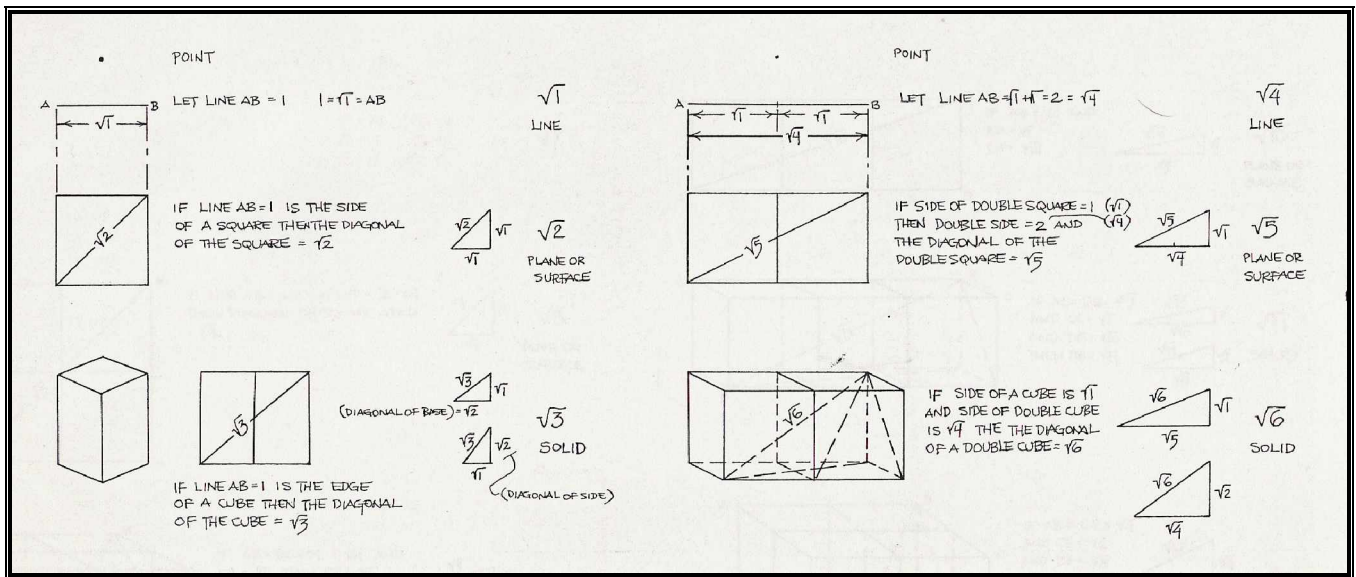 POINT
A B LET LINE AB = 1 1 = √1 = AB √1
√1 LINE
IF LINE AB = 1 IS THE SIDE
OF A SQUARE THEN THE DIAGONAL
OF THE SQUARE = √2
√2
√2 √1
√1
√2
PLANE OR
SURFACE
√3
IF LINE AB = 1 IS THE EDGE
OF A CUBE THEN THE DIAGONAL
OF THE CUBE = √3
√3 √1
(DIAGONAL OF BASE) = √2
√3 √2
√1
(DIAGONAL OF SIDE)
√3
SOLID
POINT
A B LET LINE AB = √1 + √1 = 2 = √4 √4
√1 √1 LINE
√4
IF SIDE OF DOUBLE SQUARE = 1 (√1)
THEN DOUBLE SIDE = 2 AND (√4)
THE DIAGONAL OF THE
DOUBLE SQUARE = √5
√5
√5 √1
√4
√5
PLANE OR
SURFACE
√6
IF SIDE OF A CUBE IS √1
AND SIDE OF DOUBLE CUBE
IS √4 THE THE DIAGONAL
OF A DOUBLE CUBE = √6
√6 √1
√5
√6 √2
√4
√6
SOLID